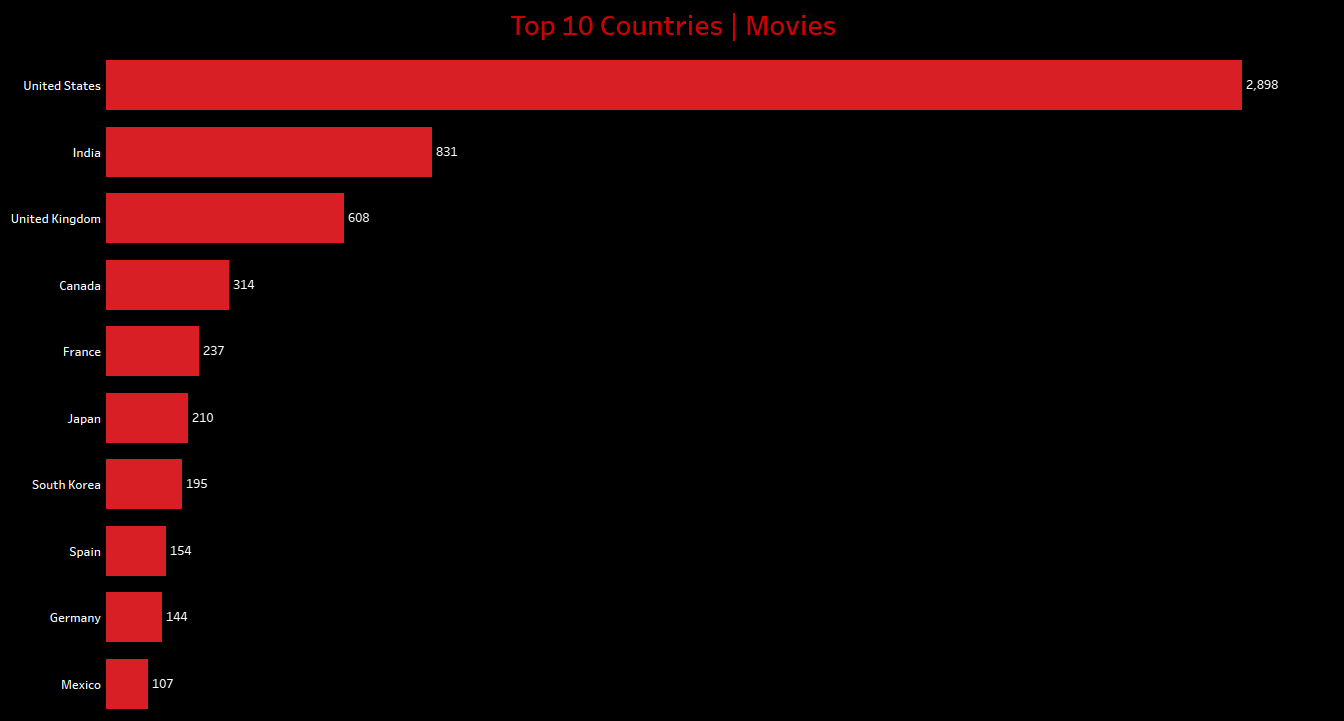 Top 10 Countries | Movies
United States 2,898
India 831
United Kingdom 608
Canada 314
France 237
Japan 210
South Korea 195
Spain 154
Germany 144
Mexico 107